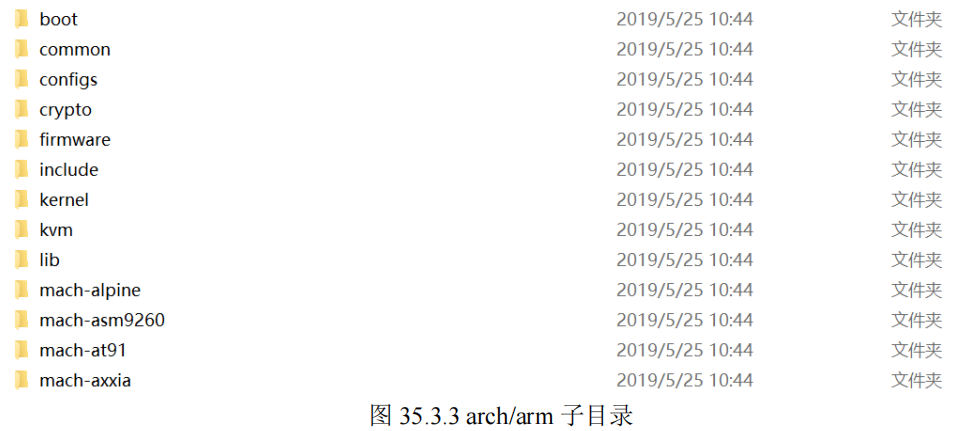 boot 2019/5/25 10:44 文件夹
common 2019/5/25 10:44 文件夹
configs 2019/5/25 10:44 文件夹
crypto 2019/5/25 10:44 文件夹
firmware 2019/5/25 10:44 文件夹
include 2019/5/25 10:44 文件夹
kernel 2019/5/25 10:44 文件夹
kvm 2019/5/25 10:44 文件夹
lib 2019/5/25 10:44 文件夹
mach-alpine 2019/5/25 10:44 文件夹
mach-asm9260 2019/5/25 10:44 文件夹
mach-at91 2019/5/25 10:44 文件夹
mach-axxia 2019/5/25 10:44 文件夹
图 35.3.3 arch/arm 子目录